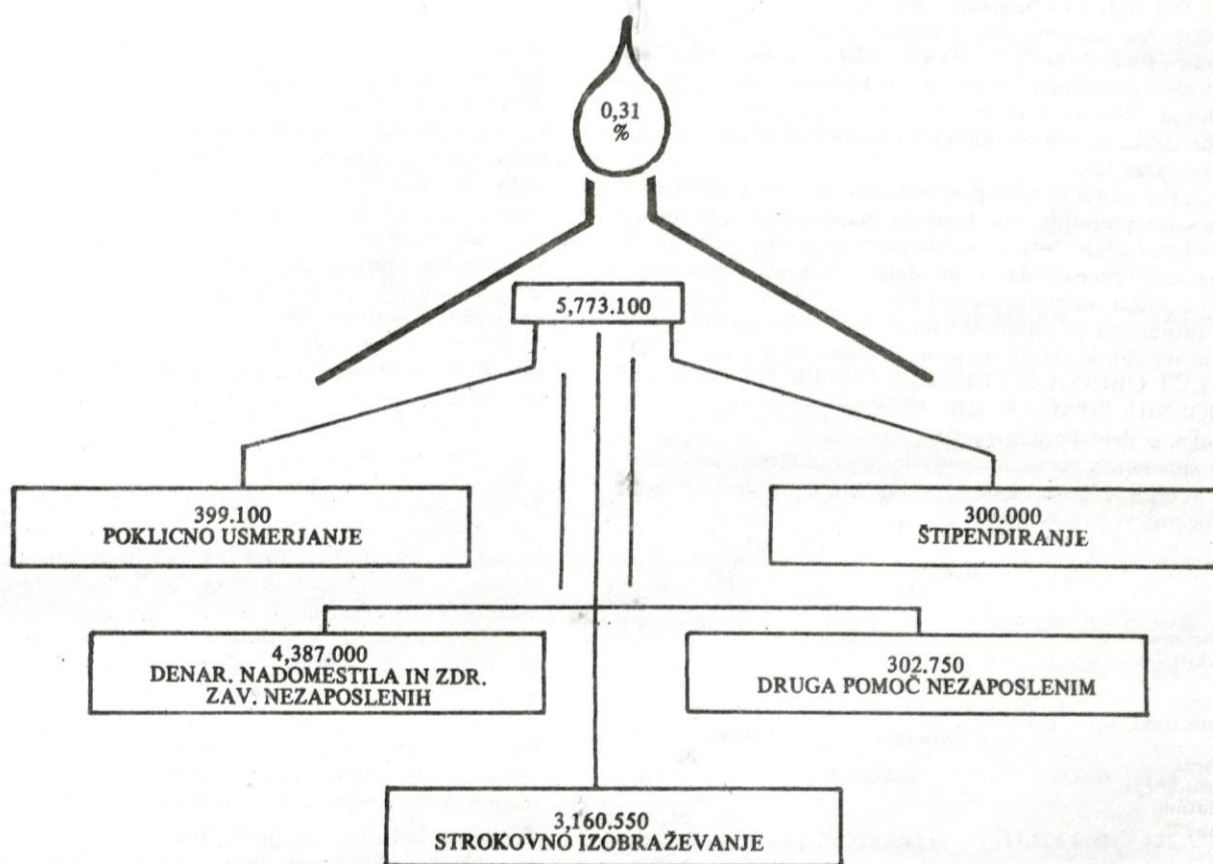 0,31
%
5,773.100
399.100
POKLICNO USMERJANJE
300.000
ŠTIPENDIRANJE
4,387.000
DENAR. NADOMESTILA IN ZDR.
ZAV. NEZAPOSLENIH
302.750
DRUGA POMOČ NEZAPOSLENIM
3,160.550
STROKOVNO IZOBRAŽEVANJE